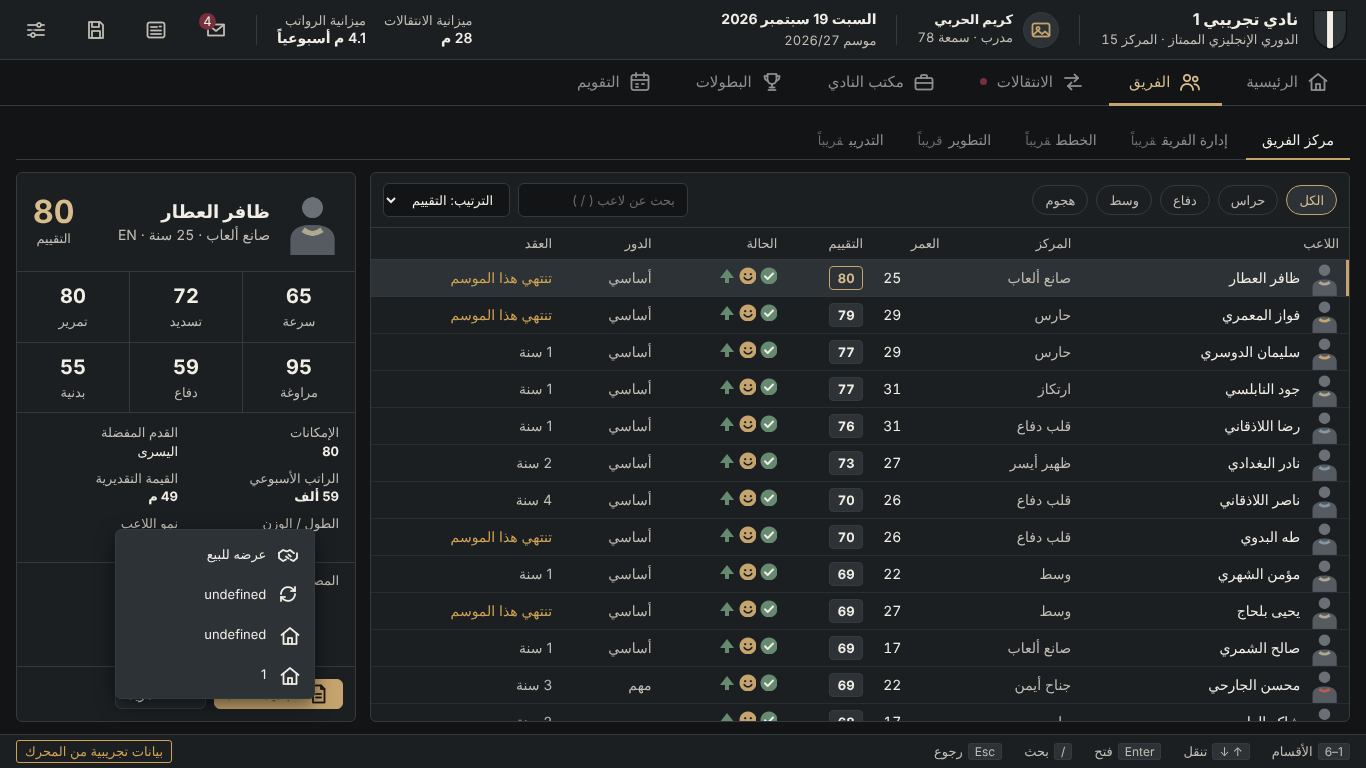 نادي تجريبي 1
الدوري الإنجليزي الممتاز · المركز 15
كريم الحربي
مدرب · سمعة 78
السبت 19 سبتمبر 2026
موسم 2026/27
ميزانية الانتقالات
28 م
ميزانية الرواتب
4.1 م أسبوعياً
4
الرئيسية
الفريق
الانتقالات
مكتب النادي
البطولات
التقويم
مركز الفريق
إدارة الفريق قريباً
الخطط قريباً
التطوير قريباً
التدريب قريباً
الكل
حراس
دفاع
وسط
هجوم
بحث عن لاعب ( / )
الترتيب: التقييم
اللاعب المركز العمر التقييم الحالة الدور العقد
ظافر العطار صانع ألعاب 25 80 أساسي تنتهي هذا الموسم
فواز المعمري حارس 29 79 أساسي تنتهي هذا الموسم
سليمان الدوسري حارس 29 77 أساسي 1 سنة
جود النابلسي ارتكاز 31 77 أساسي 1 سنة
رضا اللاذقاني قلب دفاع 31 76 أساسي 1 سنة
نادر البغدادي ظهير أيسر 27 73 أساسي 2 سنة
ناصر اللاذقاني قلب دفاع 26 70 أساسي 4 سنة
طه البدوي قلب دفاع 26 70 أساسي تنتهي هذا الموسم
مؤمن الشهري وسط 22 69 أساسي 1 سنة
يحيى بلحاج وسط 27 69 أساسي تنتهي هذا الموسم
صالح الشمري صانع ألعاب 17 69 أساسي 1 سنة
محسن الجارحي جناح أيمن 22 69 مهم 3 سنة
ظافر العطار
صانع ألعاب · 25 سنة · EN
80
التقييم
65
سرعة
72
تسديد
80
تمرير
95
مراوغة
59
دفاع
55
بدنية
الإمكانات
80
القدم المفضلة
اليسرى
الراتب الأسبوعي
59 ألف
القيمة التقديرية
49 م
الطول / الوزن
نمو اللاعب
عرضه للبيع
undefined
undefined
1
1–6 الأقسام
↑ ↓ تنقل
Enter فتح
/ بحث
Esc رجوع
بيانات تجريبية من المحرك